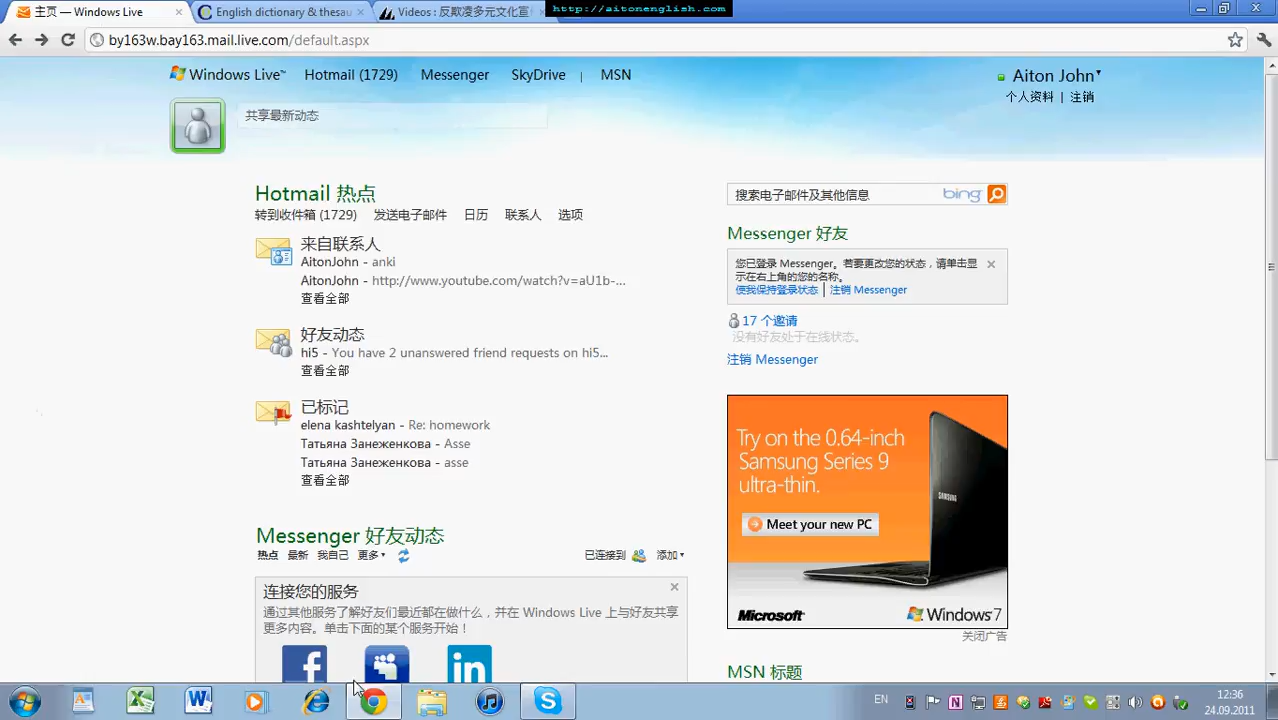 主页 — Windows Live
English dictionary & thesau
Videos : 反欺凌多元文化宣
http://aitonenglish.com
by163w.bay163.mail.live.com/default.aspx
Windows Live™ Hotmail (1729) Messenger SkyDrive | MSN
Aiton John
个人资料 | 注销
共享最新动态
Hotmail 热点
转到收件箱 (1729) 发送电子邮件 日历 联系人 选项
来自联系人
AitonJohn - anki
AitonJohn - http://www.youtube.com/watch?v=aU1b-...
查看全部
好友动态
hi5 - You have 2 unanswered friend requests on hi5...
查看全部
已标记
elena kashtelyan - Re: homework
Татьяна Занеженкова - Asse
Татьяна Занеженкова - asse
查看全部
Messenger 好友动态
热点 最新 我自己 更多
已连接到 添加
连接您的服务
通过其他服务了解好友们最近都在做什么，并在 Windows Live 上与好友共享
更多内容。单击下面的某个服务开始！
搜索电子邮件及其他信息 bing
Messenger 好友
您已登录 Messenger。若要更改您的状态，请单击显
示在右上角的您的名称。
使我保持登录状态 | 注销 Messenger
17 个邀请
没有好友处于在线状态。
注销 Messenger
Try on the 0.64-inch
Samsung Series 9
ultra-thin.
Meet your new PC
SAMSUNG
Microsoft
Windows 7
关闭广告
MSN 标题
EN
12:36
24.09.2011